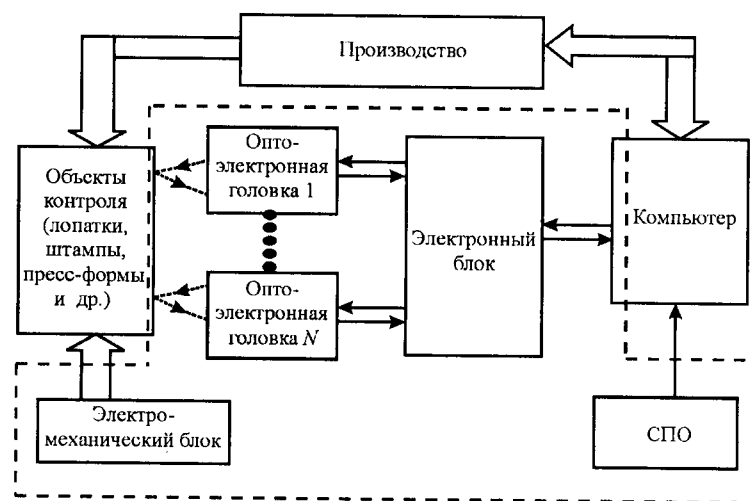 Производство
Опто-
электронная
головка 1
Объекты
контроля
(лопатки,
штампы,
пресс-формы
и др.)
Электронный
блок
Компьютер
Опто-
электронная
головка N
Электро-
механический блок
СПО